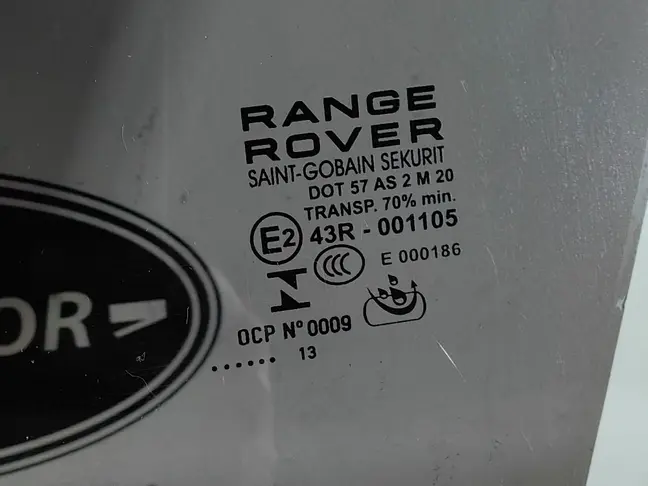 RANGE
ROVER
SAINT-GOBAIN SEKURIT
DOT 57 AS 2 M 20
TRANSP. 70% min.
E2 43R - 001105
CCC E 000186
OCP N° 0009
...... 13
OR